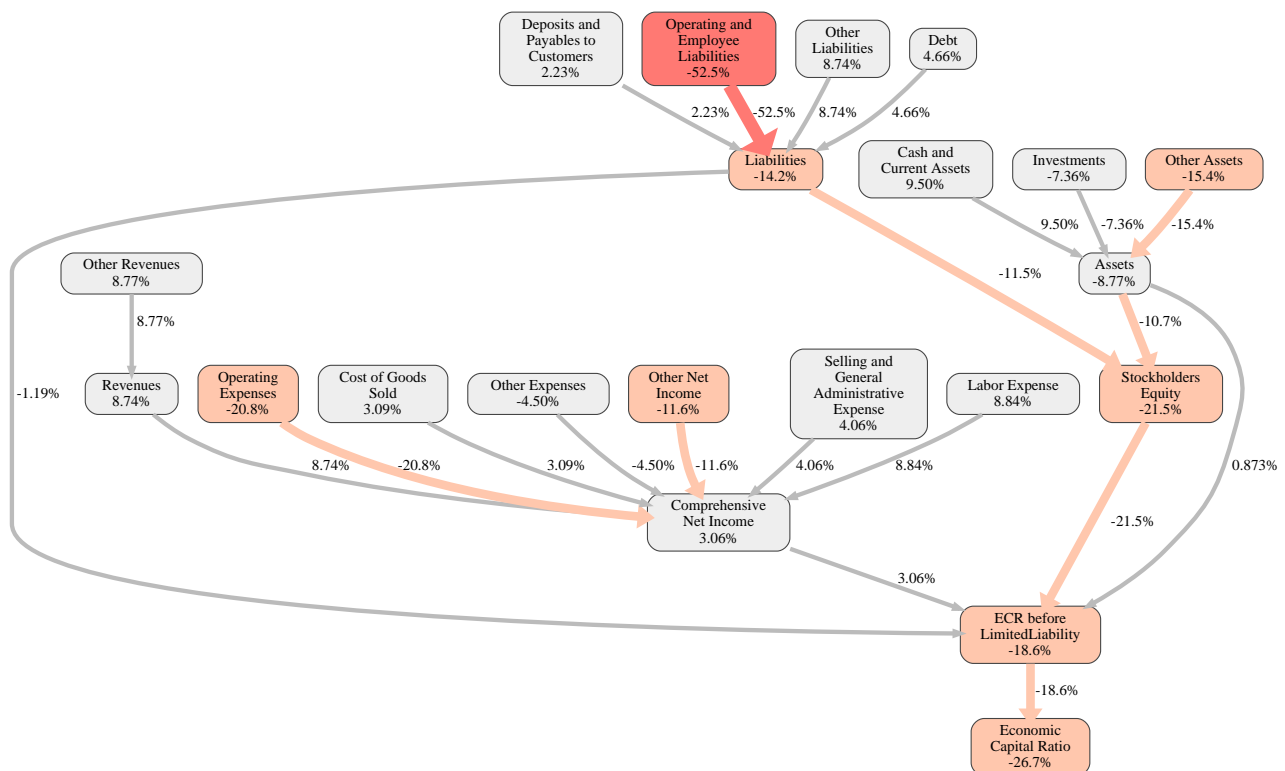 Deposits and
Payables to
Customers
2.23%
Operating and
Employee
Liabilities
-52.5%
Other
Liabilities
8.74%
Debt
4.66%
2.23%
-52.5%
8.74%
4.66%
Liabilities
-14.2%
Cash and
Current Assets
9.50%
Investments
-7.36%
Other Assets
-15.4%
9.50%
-7.36%
-15.4%
Other Revenues
8.77%
-11.5%
Assets
-8.77%
8.77%
-10.7%
-1.19%
Revenues
8.74%
Operating
Expenses
-20.8%
Cost of Goods
Sold
3.09%
Other Expenses
-4.50%
Other Net
Income
-11.6%
Selling and
General
Administrative
Expense
4.06%
Labor Expense
8.84%
Stockholders
Equity
-21.5%
8.74%
-20.8%
3.09%
-4.50%
-11.6%
4.06%
8.84%
0.873%
Comprehensive
Net Income
3.06%
-21.5%
3.06%
ECR before
LimitedLiability
-18.6%
-18.6%
Economic
Capital Ratio
-26.7%